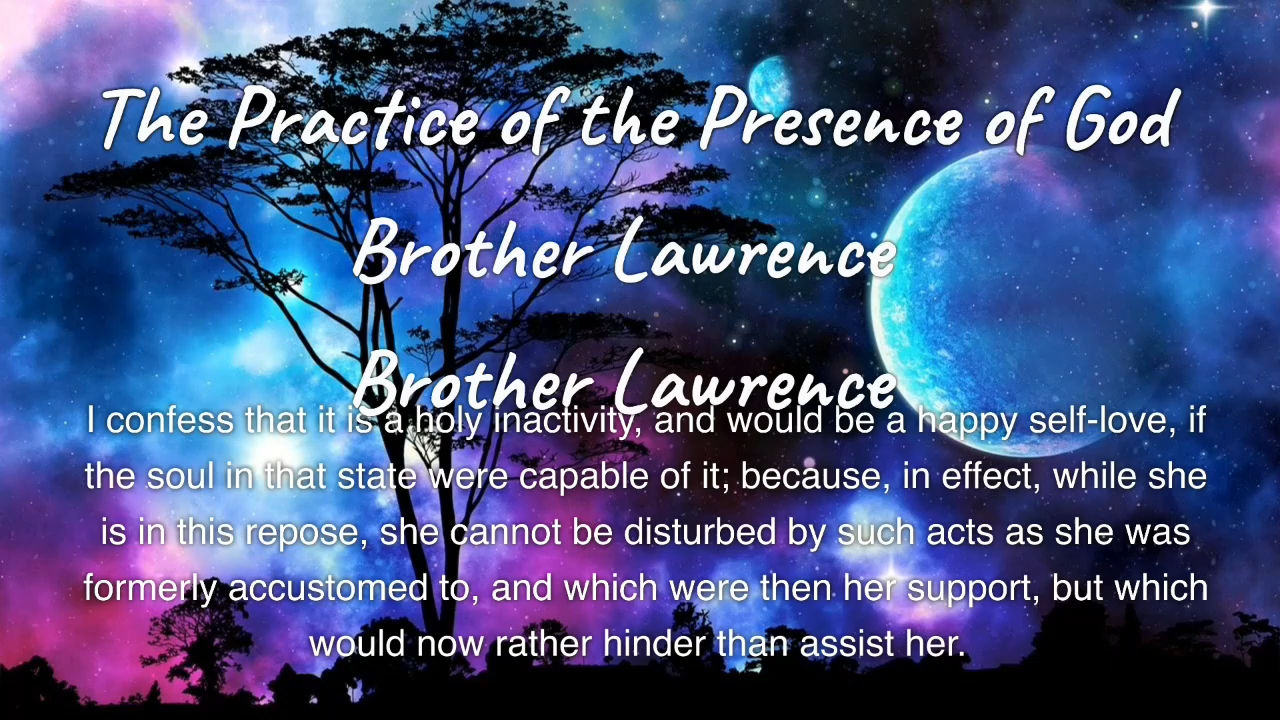 The Practice of the Presence of God
Brother Lawrence
Brother Lawrence
I confess that it is a holy inactivity, and would be a happy self-love, if
the soul in that state were capable of it; because, in effect, while she
is in this repose, she cannot be disturbed by such acts as she was
formerly accustomed to, and which were then her support, but which
would now rather hinder than assist her.